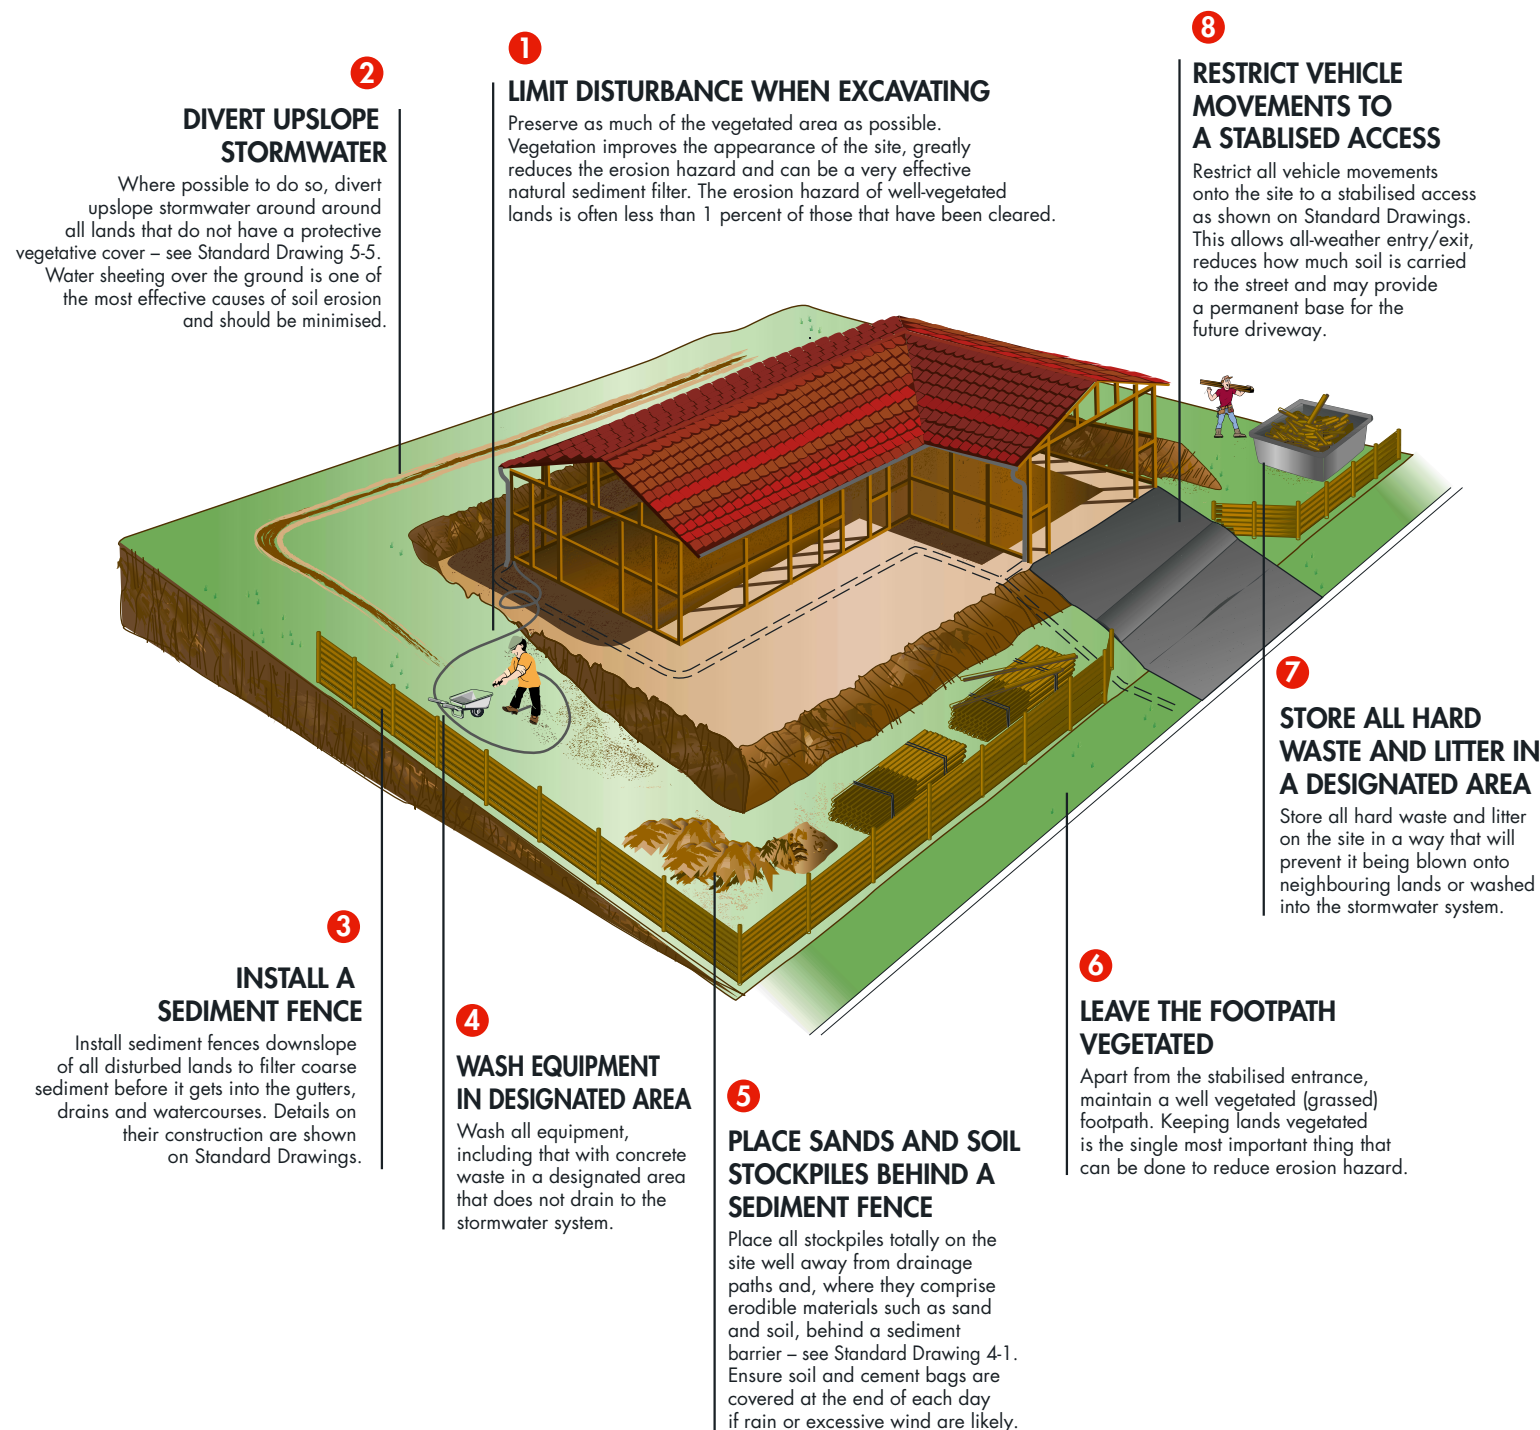 1
LIMIT DISTURBANCE WHEN EXCAVATING
Preserve as much of the vegetated area as possible.
Vegetation improves the appearance of the site, greatly
reduces the erosion hazard and can be a very effective
natural sediment filter. The erosion hazard of well-vegetated
lands is often less than 1 percent of those that have been cleared.
2
DIVERT UPSLOPE
STORMWATER
Where possible to do so, divert
upslope stormwater around around
all lands that do not have a protective
vegetative cover – see Standard Drawing 5-5.
Water sheeting over the ground is one of
the most effective causes of soil erosion
and should be minimised.
3
INSTALL A
SEDIMENT FENCE
Install sediment fences downslope
of all disturbed lands to filter coarse
sediment before it gets into the gutters,
drains and watercourses. Details on
their construction are shown
on Standard Drawings.
4
WASH EQUIPMENT
IN DESIGNATED AREA
Wash all equipment,
including that with concrete
waste in a designated area
that does not drain to the
stormwater system.
5
PLACE SANDS AND SOIL
STOCKPILES BEHIND A
SEDIMENT FENCE
Place all stockpiles totally on the
site well away from drainage
paths and, where they comprise
erodible materials such as sand
and soil, behind a sediment
barrier – see Standard Drawing 4-1.
Ensure soil and cement bags are
covered at the end of each day
if rain or excessive wind are likely.
6
LEAVE THE FOOTPATH
VEGETATED
Apart from the stabilised entrance,
maintain a well vegetated (grassed)
footpath. Keeping lands vegetated
is the single most important thing that
can be done to reduce erosion hazard.
7
STORE ALL HARD
WASTE AND LITTER IN
A DESIGNATED AREA
Store all hard waste and litter
on the site in a way that will
prevent it being blown onto
neighbouring lands or washed
into the stormwater system.
8
RESTRICT VEHICLE
MOVEMENTS TO
A STABLISED ACCESS
Restrict all vehicle movements
onto the site to a stabilised access
as shown on Standard Drawings.
This allows all-weather entry/exit,
reduces how much soil is carried
to the street and may provide
a permanent base for the
future driveway.